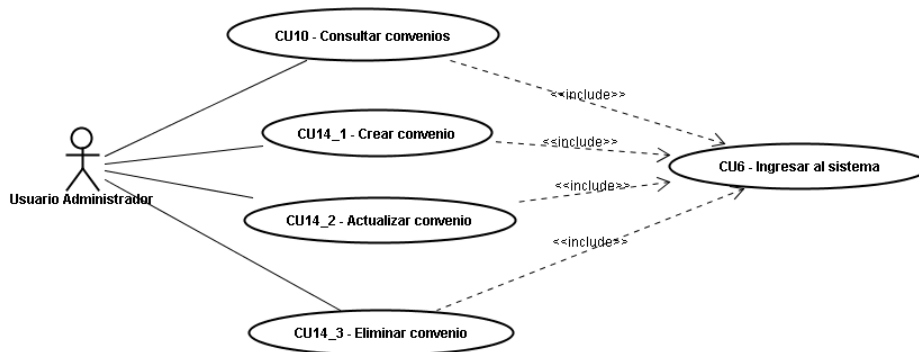 CU10 - Consultar convenios
<<include>>
CU14_1 - Crear convenio
<<include>>
CU6 - Ingresar al sistema
<<include>>
Usuario Administrador
CU14_2 - Actualizar convenio
<<include>>
CU14_3 - Eliminar convenio